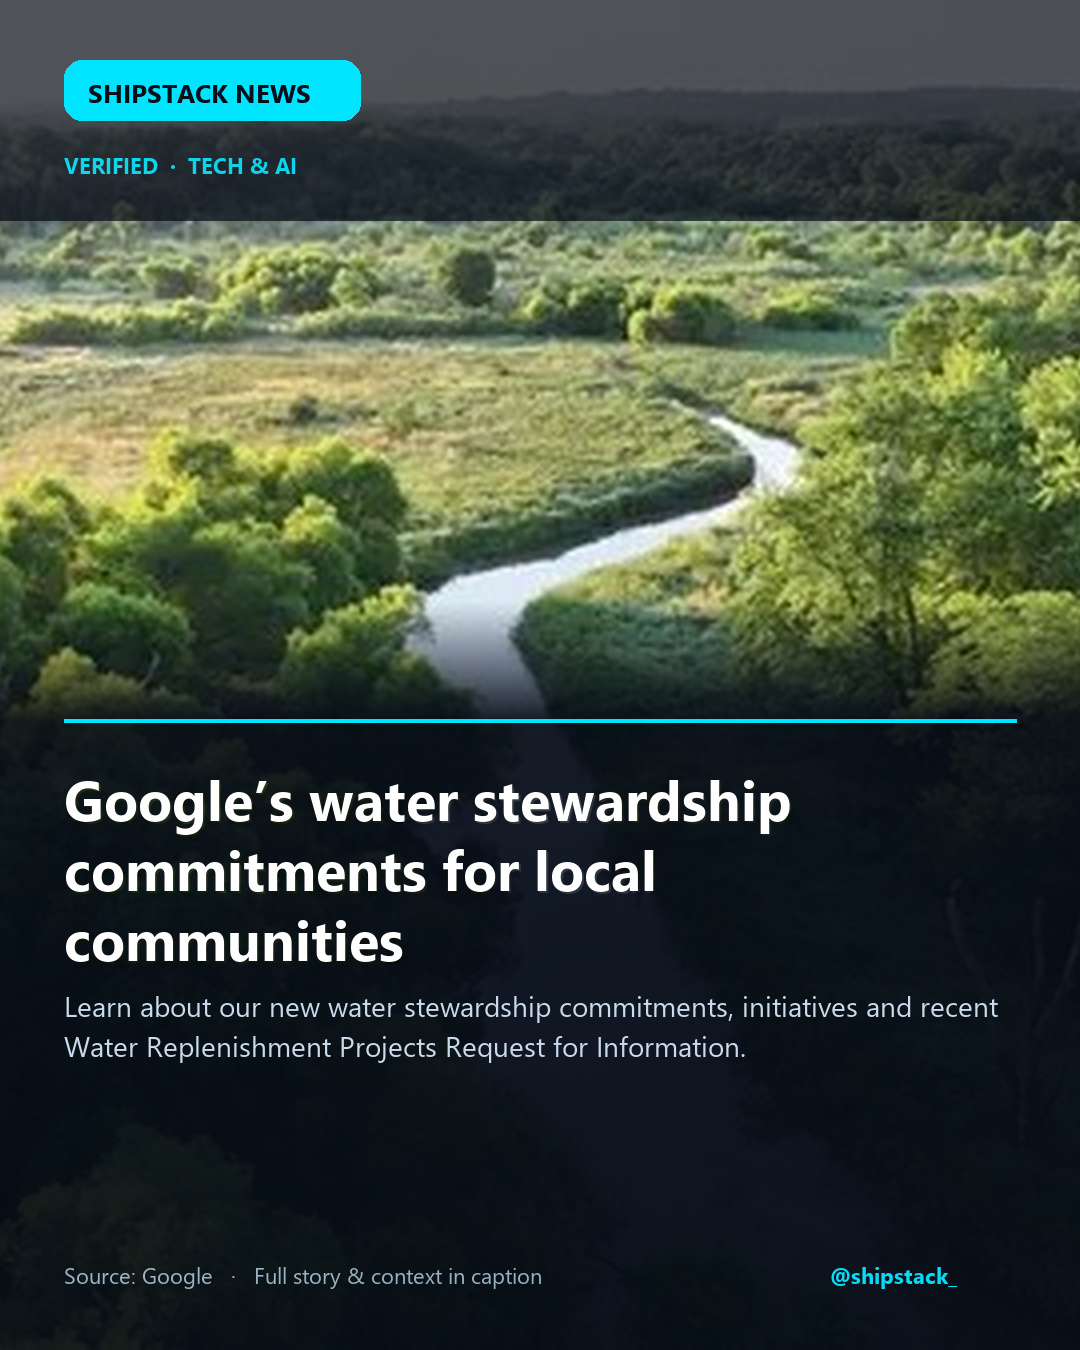 SHIPSTACK NEWS
VERIFIED · TECH & AI
Google’s water stewardship
commitments for local
communities
Learn about our new water stewardship commitments, initiatives and recent
Water Replenishment Projects Request for Information.
Source: Google · Full story & context in caption
@shipstack_